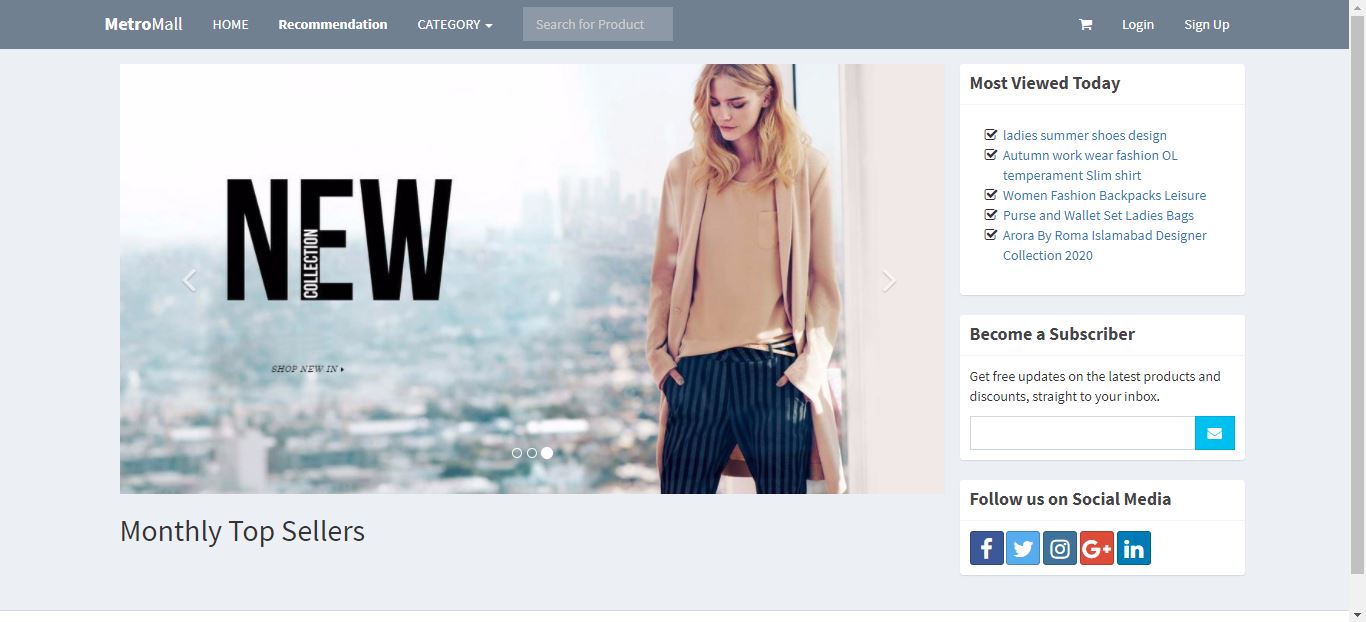 MetroMall HOME Recommendation CATEGORY Search for Product Login Sign Up
NEW
COLLECTION
SHOP NEW IN
Monthly Top Sellers
Most Viewed Today
ladies summer shoes design
Autumn work wear fashion OL
temperament Slim shirt
Women Fashion Backpacks Leisure
Purse and Wallet Set Ladies Bags
Arora By Roma Islamabad Designer
Collection 2020
Become a Subscriber
Get free updates on the latest products and
discounts, straight to your inbox.
Follow us on Social Media
f G+ in